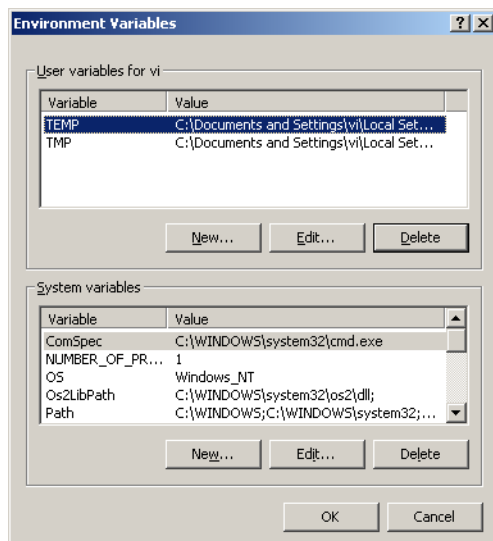 Environment Variables
User variables for vi
Variable Value
TEMP C:\Documents and Settings\vi\Local Set...
TMP C:\Documents and Settings\vi\Local Set...
New... Edit... Delete
System variables
Variable Value
ComSpec C:\WINDOWS\system32\cmd.exe
NUMBER_OF_PR... 1
OS Windows_NT
Os2LibPath C:\WINDOWS\system32\os2\dll;
Path C:\WINDOWS;C:\WINDOWS\system32;...
New... Edit... Delete
OK Cancel